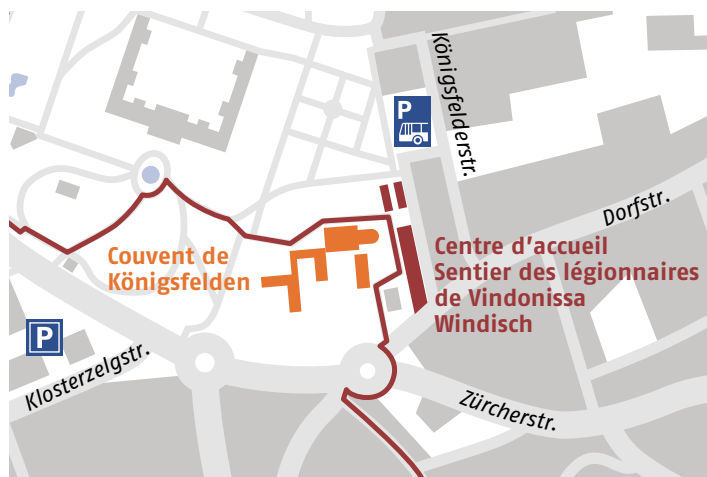 Königsfelderstr.
P
Dorfstr.
Couvent de
Königsfelden
Centre d’accueil
Sentier des légionnaires
de Vindonissa
Windisch
P
Klosterzelgstr.
Zürcherstr.